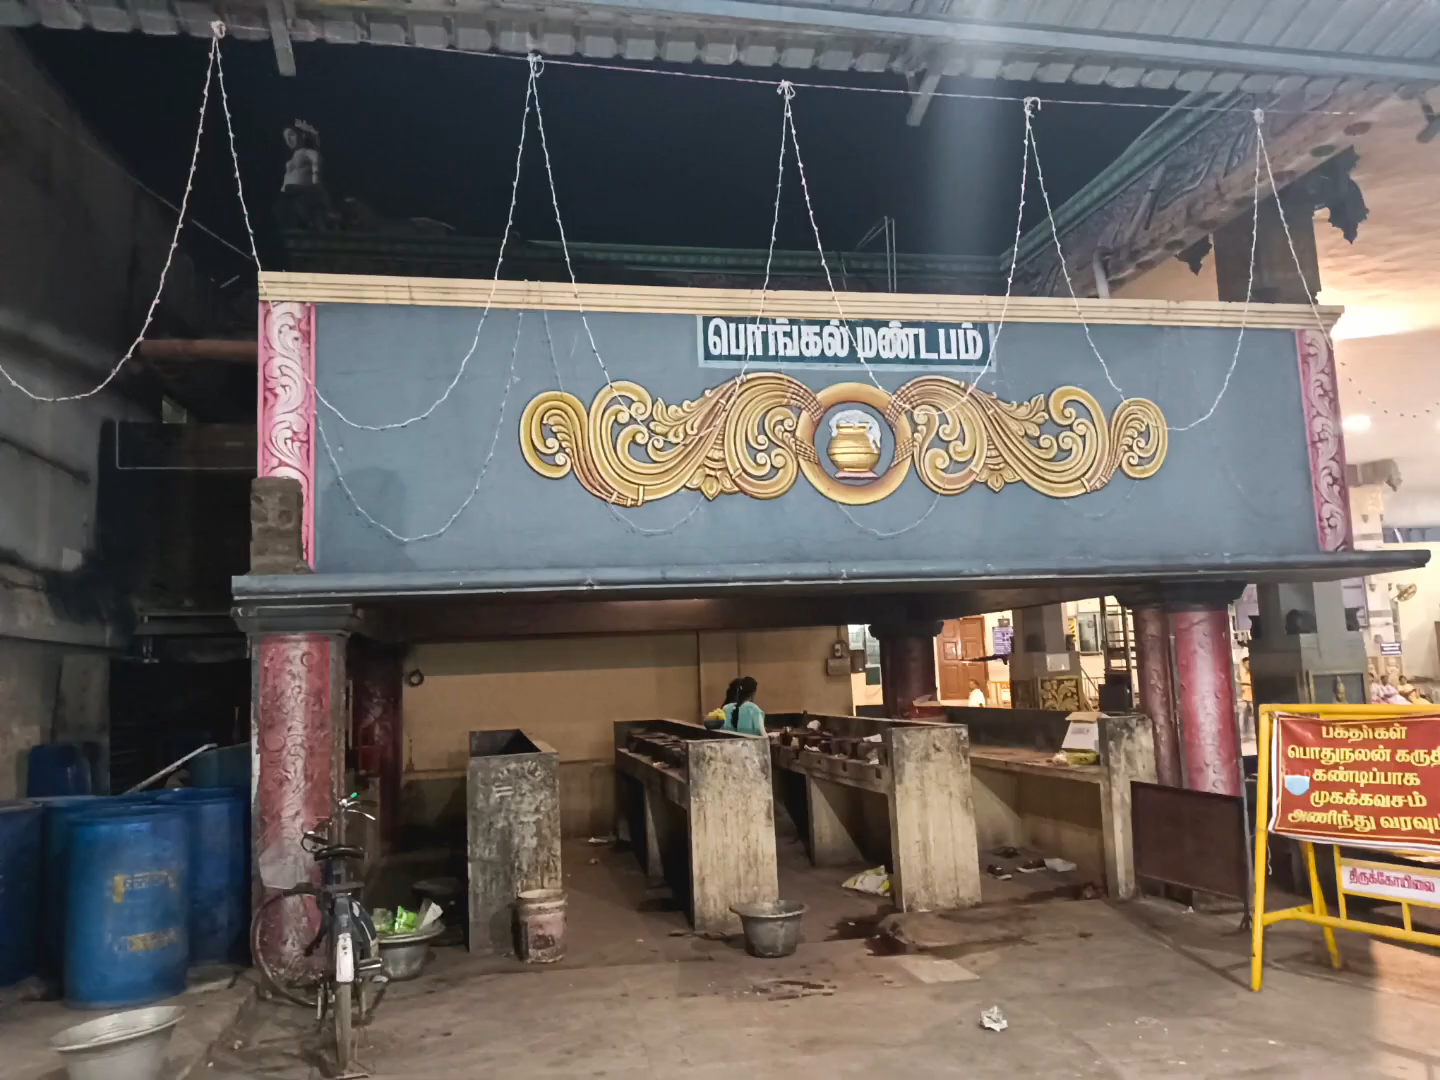 பொங்கல் மண்டபம்
பக்தர்கள்
பொதுநலன் கருதி
கண்டிப்பாக
முகக்கவசம்
அணிந்து வரவும்
திருக்கோயிலை